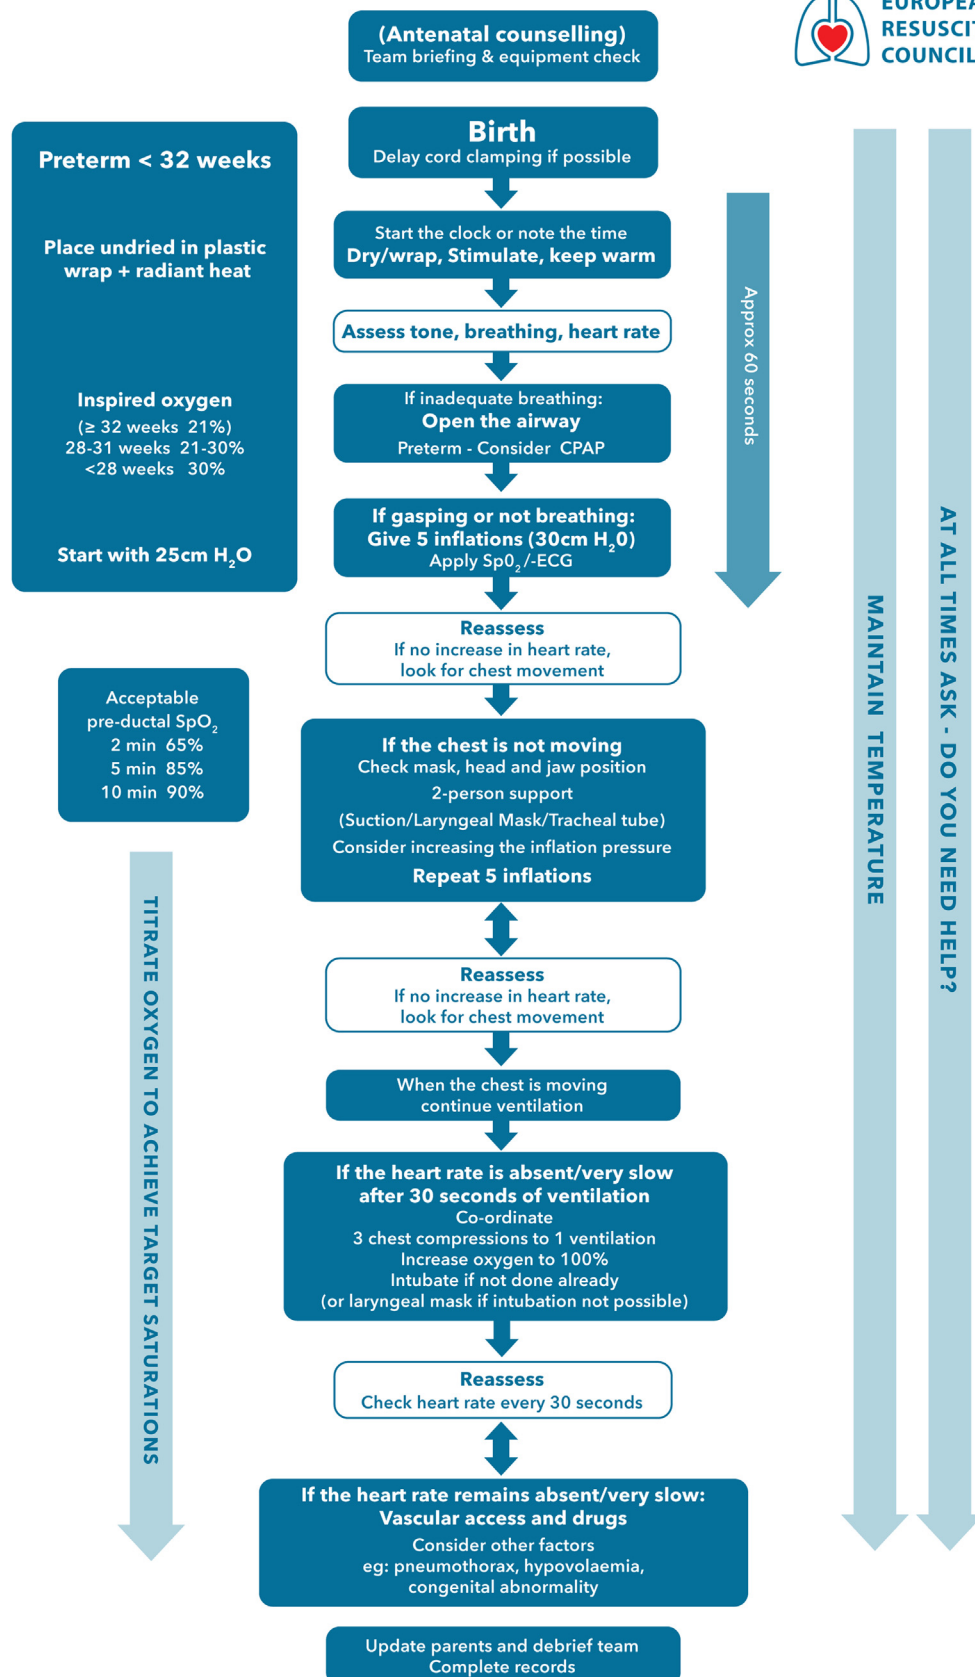 EUROPEA
RESUSCIT
COUNCIL
(Antenatal counselling)
Team briefing & equipment check
Birth
Delay cord clamping if possible
Start the clock or note the time
Dry/wrap, Stimulate, keep warm
Assess tone, breathing, heart rate
If inadequate breathing:
Open the airway
Preterm - Consider CPAP
If gasping or not breathing:
Give 5 inflations (30cm H₂0)
Apply Sp0₂/-ECG
Reassess
If no increase in heart rate,
look for chest movement
If the chest is not moving
Check mask, head and jaw position
2-person support
(Suction/Laryngeal Mask/Tracheal tube)
Consider increasing the inflation pressure
Repeat 5 inflations
Reassess
If no increase in heart rate,
look for chest movement
When the chest is moving
continue ventilation
If the heart rate is absent/very slow
after 30 seconds of ventilation
Co-ordinate
3 chest compressions to 1 ventilation
Increase oxygen to 100%
Intubate if not done already
(or laryngeal mask if intubation not possible)
Reassess
Check heart rate every 30 seconds
If the heart rate remains absent/very slow:
Vascular access and drugs
Consider other factors
eg: pneumothorax, hypovolaemia,
congenital abnormality
Update parents and debrief team
Complete records
Preterm < 32 weeks
Place undried in plastic
wrap + radiant heat
Inspired oxygen
(≥ 32 weeks 21%)
28-31 weeks 21-30%
<28 weeks 30%
Start with 25cm H₂O
Acceptable
pre-ductal SpO₂
2 min 65%
5 min 85%
10 min 90%
TITRATE OXYGEN TO ACHIEVE TARGET SATURATIONS
Approx 60 seconds
MAINTAIN TEMPERATURE
AT ALL TIMES ASK - DO YOU NEED HELP?